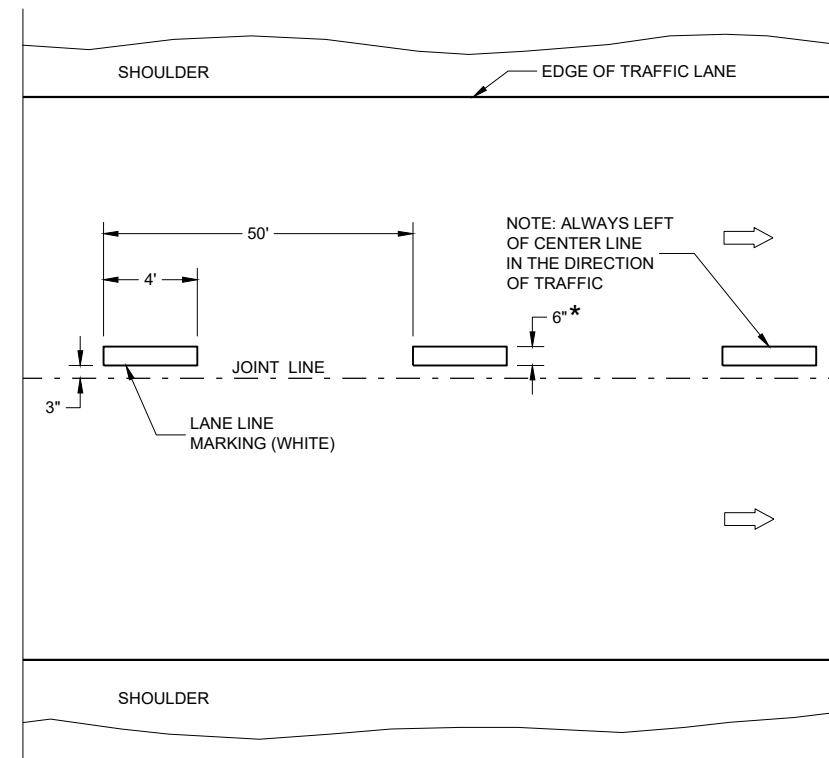 SHOULDER
EDGE OF TRAFFIC LANE
50'
NOTE: ALWAYS LEFT
OF CENTER LINE
IN THE DIRECTION
OF TRAFFIC
4'
6"*
JOINT LINE
3"
LANE LINE
MARKING (WHITE)
SHOULDER